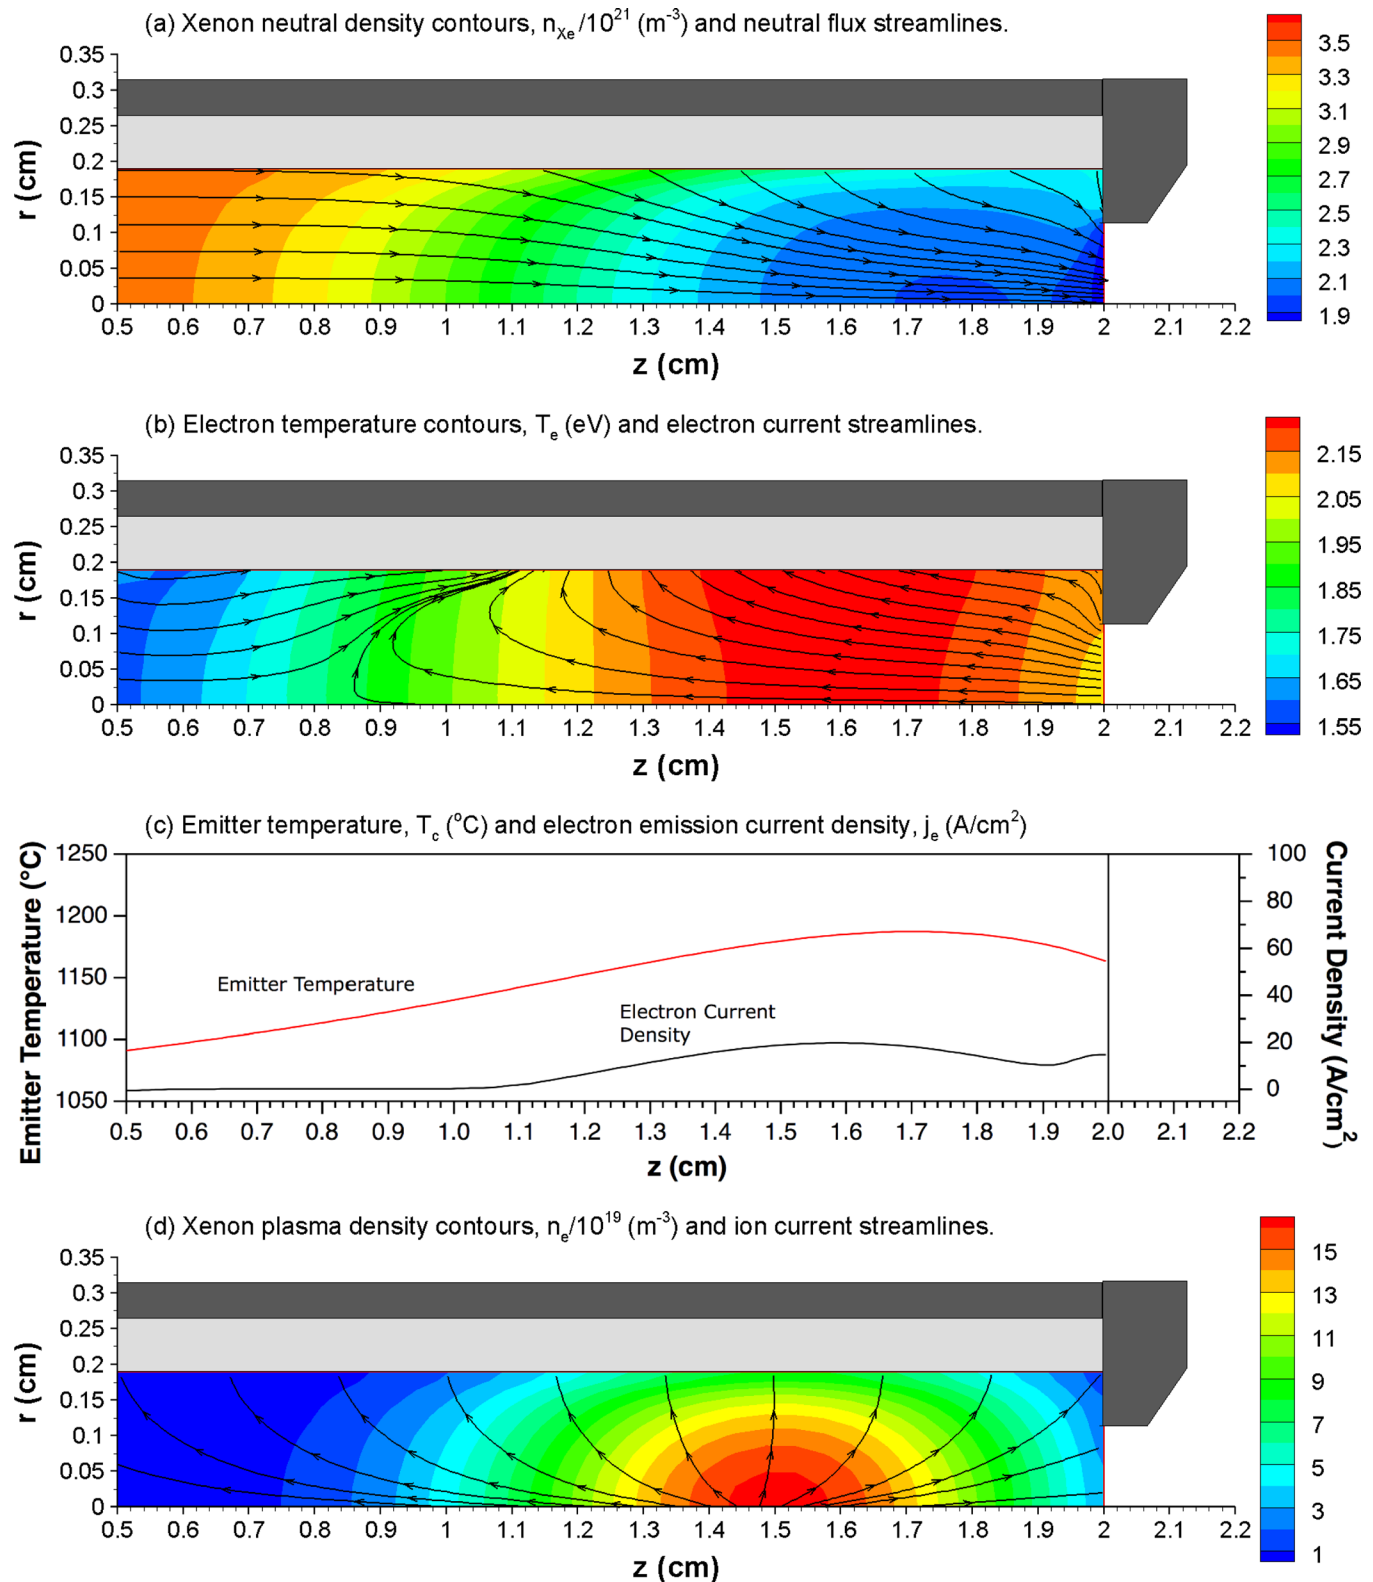 (a) Xenon neutral density contours, nXe/10^21 (m^-3) and neutral flux streamlines.
0.35
0.3
0.25
0.2
0.15
0.1
0.05
0
r (cm)
0.5 0.6 0.7 0.8 0.9 1 1.1 1.2 1.3 1.4 1.5 1.6 1.7 1.8 1.9 2 2.1 2.2
z (cm)
3.5
3.3
3.1
2.9
2.7
2.5
2.3
2.1
1.9
(b) Electron temperature contours, Te (eV) and electron current streamlines.
0.35
0.3
0.25
0.2
0.15
0.1
0.05
0
r (cm)
0.5 0.6 0.7 0.8 0.9 1 1.1 1.2 1.3 1.4 1.5 1.6 1.7 1.8 1.9 2 2.1 2.2
z (cm)
2.15
2.05
1.95
1.85
1.75
1.65
1.55
(c) Emitter temperature, Tc (°C) and electron emission current density, je (A/cm²)
1250
1200
1150
1100
1050
Emitter Temperature (°C)
Emitter Temperature
Electron Current
Density
100
80
60
40
20
0
Current Density (A/cm²)
0.5 0.6 0.7 0.8 0.9 1.0 1.1 1.2 1.3 1.4 1.5 1.6 1.7 1.8 1.9 2.0 2.1 2.2
z (cm)
(d) Xenon plasma density contours, ne/10^19 (m^-3) and ion current streamlines.
0.35
0.3
0.25
0.2
0.15
0.1
0.05
0
r (cm)
0.5 0.6 0.7 0.8 0.9 1 1.1 1.2 1.3 1.4 1.5 1.6 1.7 1.8 1.9 2 2.1 2.2
z (cm)
15
13
11
9
7
5
3
1